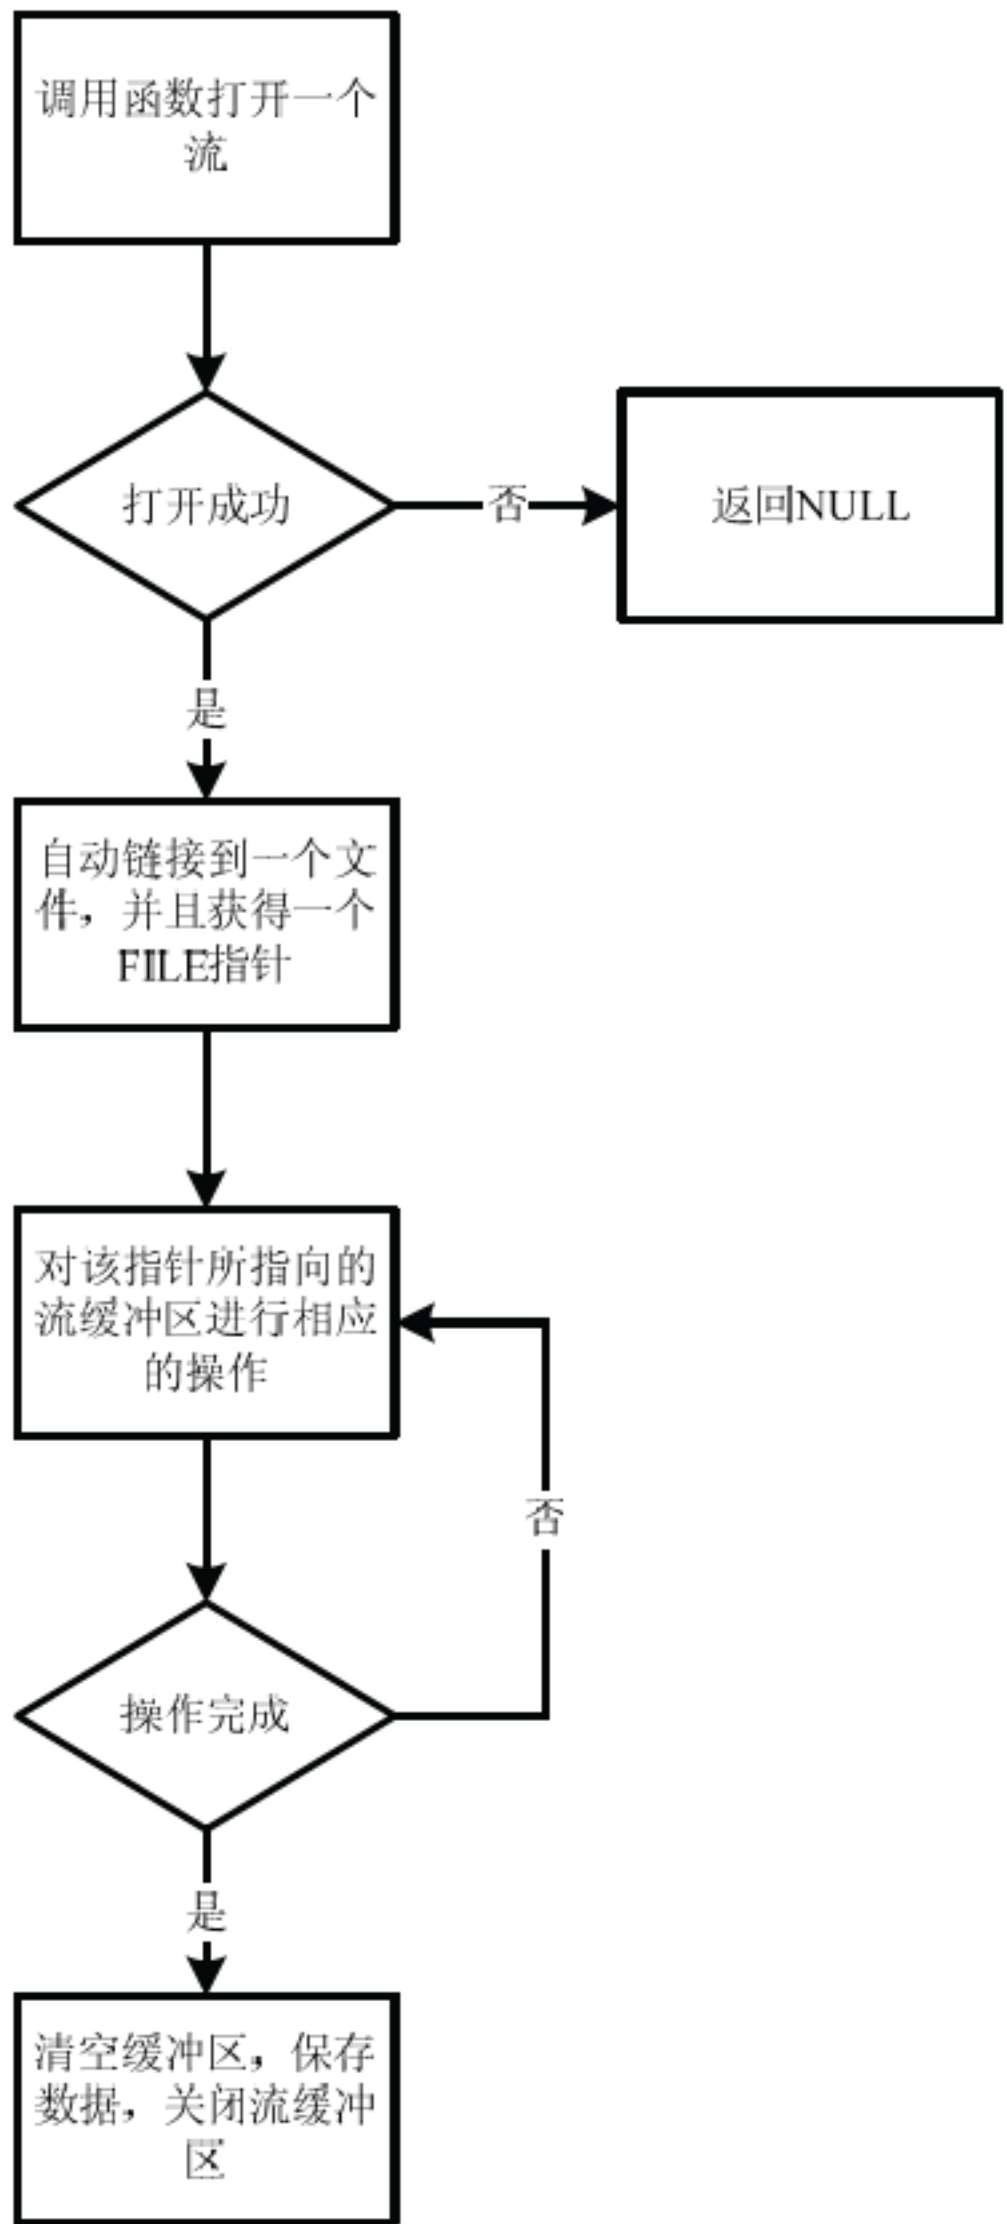 调用函数打开一个
流
打开成功
否
返回NULL
是
自动链接到一个文
件，并且获得一个
FILE指针
对该指针所指向的
流缓冲区进行相应
的操作
否
操作完成
是
清空缓冲区，保存
数据，关闭流缓冲
区